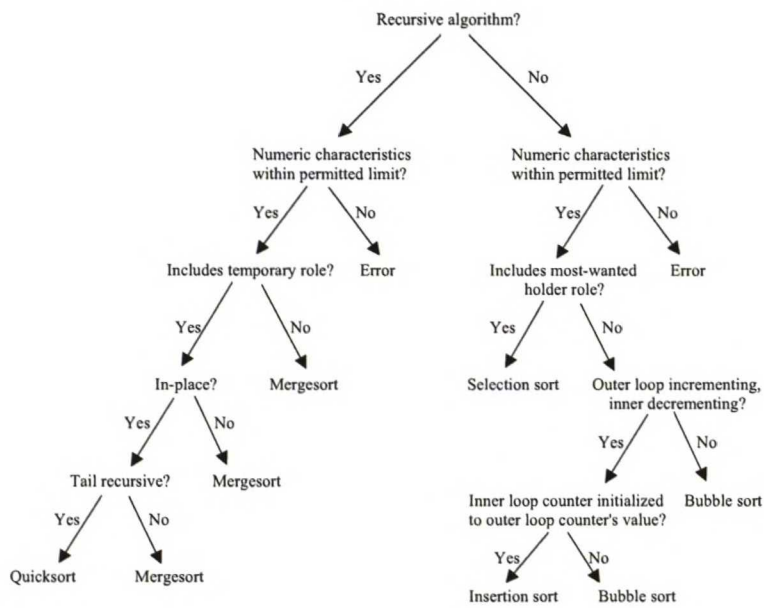 Recursive algorithm?
Yes
No
Numeric characteristics
within permitted limit?
Numeric characteristics
within permitted limit?
Yes
No
Yes
No
Includes temporary role?
Error
Includes most-wanted
holder role?
Error
Yes
No
Yes
No
In-place?
Mergesort
Selection sort
Outer loop incrementing,
inner decrementing?
Yes
No
Yes
No
Tail recursive?
Mergesort
Inner loop counter initialized
to outer loop counter's value?
Bubble sort
Yes
No
Yes
No
Quicksort
Mergesort
Insertion sort
Bubble sort